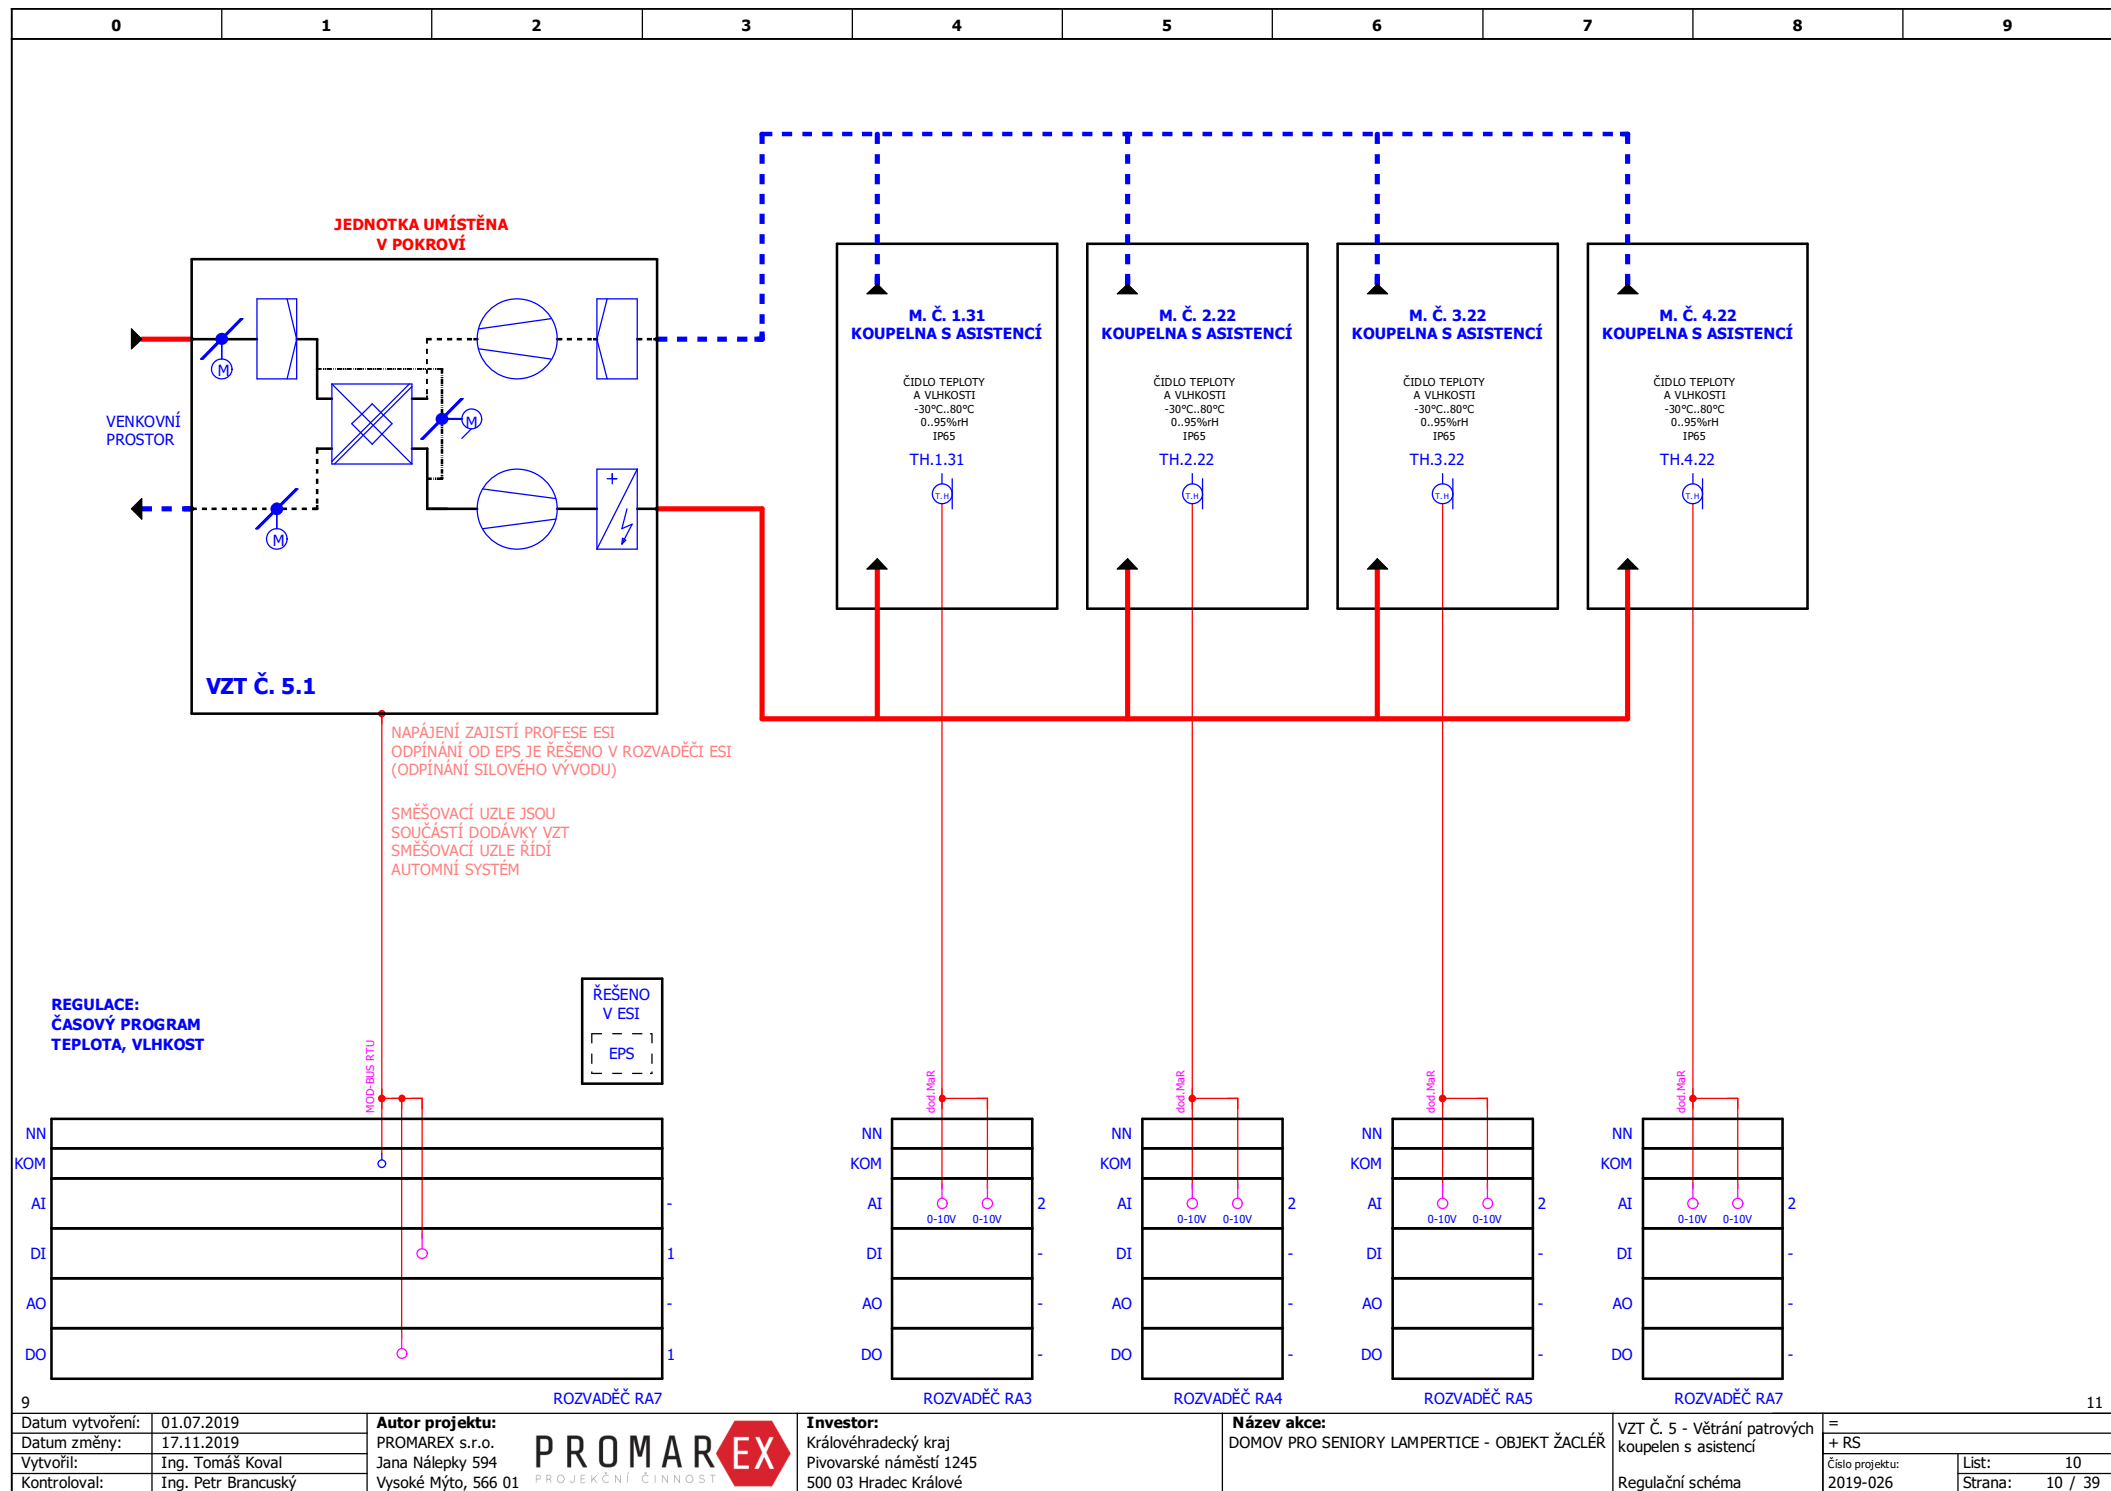 0 1 2 3 4 5 6 7 8 9
JEDNOTKA UMÍSTĚNA
V POKROVÍ
M
M
M
VENKOVNÍ
PROSTOR
+
VZT Č. 5.1
M. Č. 1.31
KOUPELNA S ASISTENCÍ
ČIDLO TEPLOTY
A VLHKOSTI
-30°C..80°C
0..95%rH
IP65
TH.1.31
T.H
M. Č. 2.22
KOUPELNA S ASISTENCÍ
ČIDLO TEPLOTY
A VLHKOSTI
-30°C..80°C
0..95%rH
IP65
TH.2.22
T.H
M. Č. 3.22
KOUPELNA S ASISTENCÍ
ČIDLO TEPLOTY
A VLHKOSTI
-30°C..80°C
0..95%rH
IP65
TH.3.22
T.H
M. Č. 4.22
KOUPELNA S ASISTENCÍ
ČIDLO TEPLOTY
A VLHKOSTI
-30°C..80°C
0..95%rH
IP65
TH.4.22
T.H
NAPÁJENÍ ZAJISTÍ PROFESE ESI
ODPÍNÁNÍ OD EPS JE ŘEŠENO V ROZVADĚČI ESI
(ODPÍNÁNÍ SILOVÉHO VÝVODU)
SMĚŠOVACÍ UZLE JSOU
SOUČÁSTÍ DODÁVKY VZT
SMĚŠOVACÍ UZLE ŘÍDÍ
AUTOMNÍ SYSTÉM
REGULACE:
ČASOVÝ PROGRAM
TEPLOTA, VLHKOST
ŘEŠENO
V ESI
EPS
MOD-BUS RTU
NN
KOM
AI -
DI 1
AO -
DO 1
ROZVADĚČ RA7
dod.MaR
NN
KOM
AI 2
0-10V 0-10V
DI -
AO -
DO -
ROZVADĚČ RA3
dod.MaR
NN
KOM
AI 2
0-10V 0-10V
DI -
AO -
DO -
ROZVADĚČ RA4
dod.MaR
NN
KOM
AI 2
0-10V 0-10V
DI -
AO -
DO -
ROZVADĚČ RA5
dod.MaR
NN
KOM
AI 2
0-10V 0-10V
DI -
AO -
DO -
ROZVADĚČ RA7
9 11
Datum vytvoření: 01.07.2019
Datum změny: 17.11.2019
Vytvořil: Ing. Tomáš Koval
Kontroloval: Ing. Petr Brancuský
Autor projektu:
PROMAREX s.r.o.
Jana Nálepky 594
Vysoké Mýto, 566 01
PROMAREX
PROJEKČNÍ ČINNOST
Investor:
Královéhradecký kraj
Pivovarské náměstí 1245
500 03 Hradec Králové
Název akce:
DOMOV PRO SENIORY LAMPERTICE - OBJEKT ŽACLÉŘ
VZT Č. 5 - Větrání patrových
koupelen s asistencí
Regulační schéma
=
+ RS
Číslo projektu:
2019-026
List: 10
Strana: 10 / 39